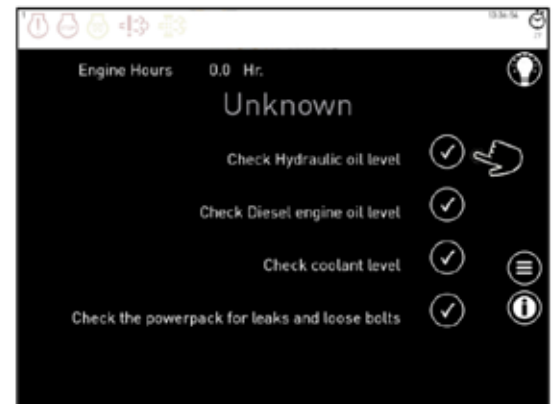 Engine Hours 0.0 Hr.
Unknown
Check Hydraulic oil level
Check Diesel engine oil level
Check coolant level
Check the powerpack for leaks and loose bolts